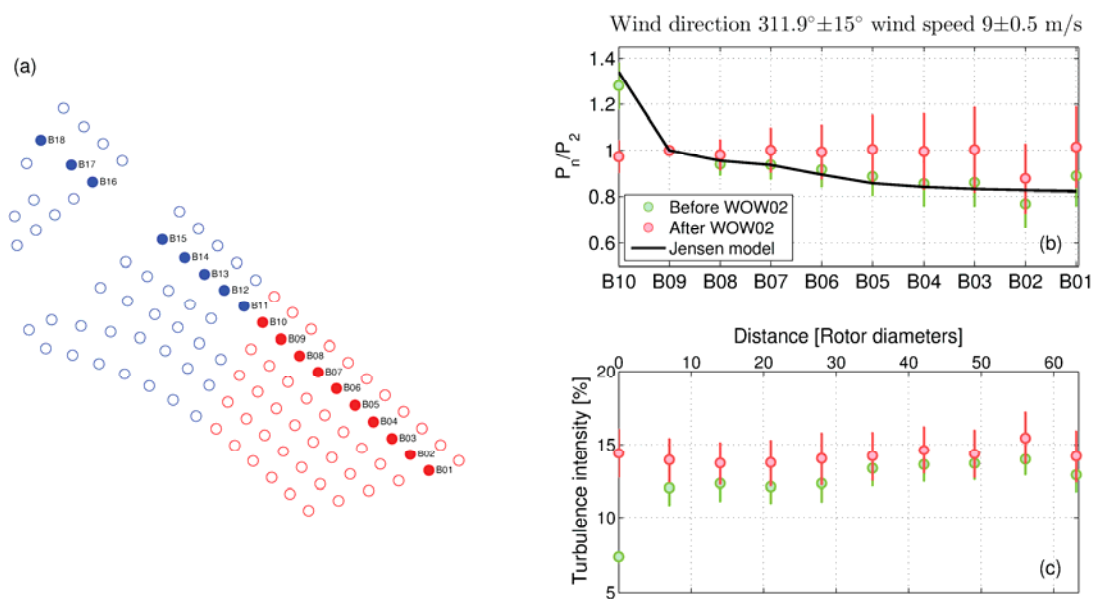 (a)
B18
B17
B16
B15
B14
B13
B12
B11
B10
B09
B08
B07
B06
B05
B04
B03
B02
B01
Wind direction 311.9°±15° wind speed 9±0.5 m/s
1.4
1.2
1
0.8
0.6
Pn/P2
Before WOW02
After WOW02
Jensen model
(b)
B10 B09 B08 B07 B06 B05 B04 B03 B02 B01
Distance [Rotor diameters]
0 10 20 30 40 50 60
20
15
10
5
Turbulence intensity [%]
(c)